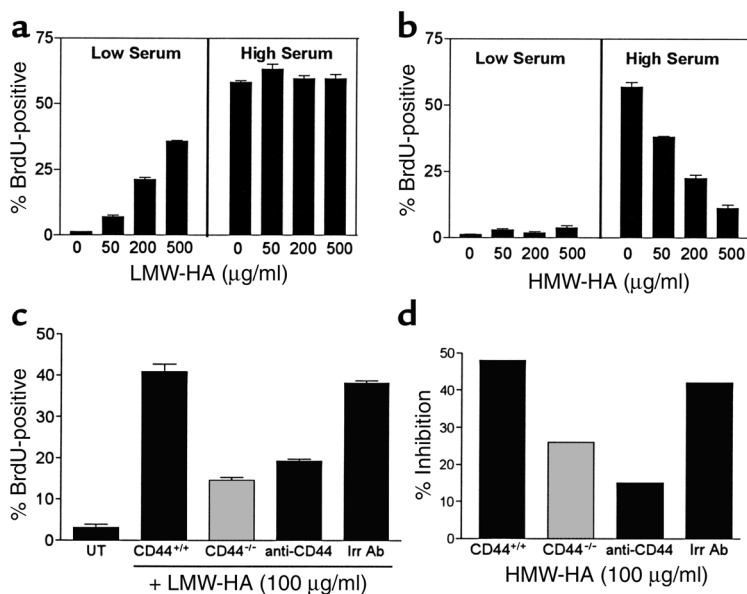 a
75
50
25
0
% BrdU-positive
Low Serum
High Serum
0 50 200 500 0 50 200 500
LMW-HA (μg/ml)
b
75
50
25
0
% BrdU-positive
Low Serum
High Serum
0 50 200 500 0 50 200 500
HMW-HA (μg/ml)
c
50
40
30
20
10
0
% BrdU-positive
UT CD44+/+ CD44-/- anti-CD44 Irr Ab
+ LMW-HA (100 μg/ml)
d
50
40
30
20
10
0
% Inhibition
CD44+/+ CD44-/- anti-CD44 Irr Ab
HMW-HA (100 μg/ml)